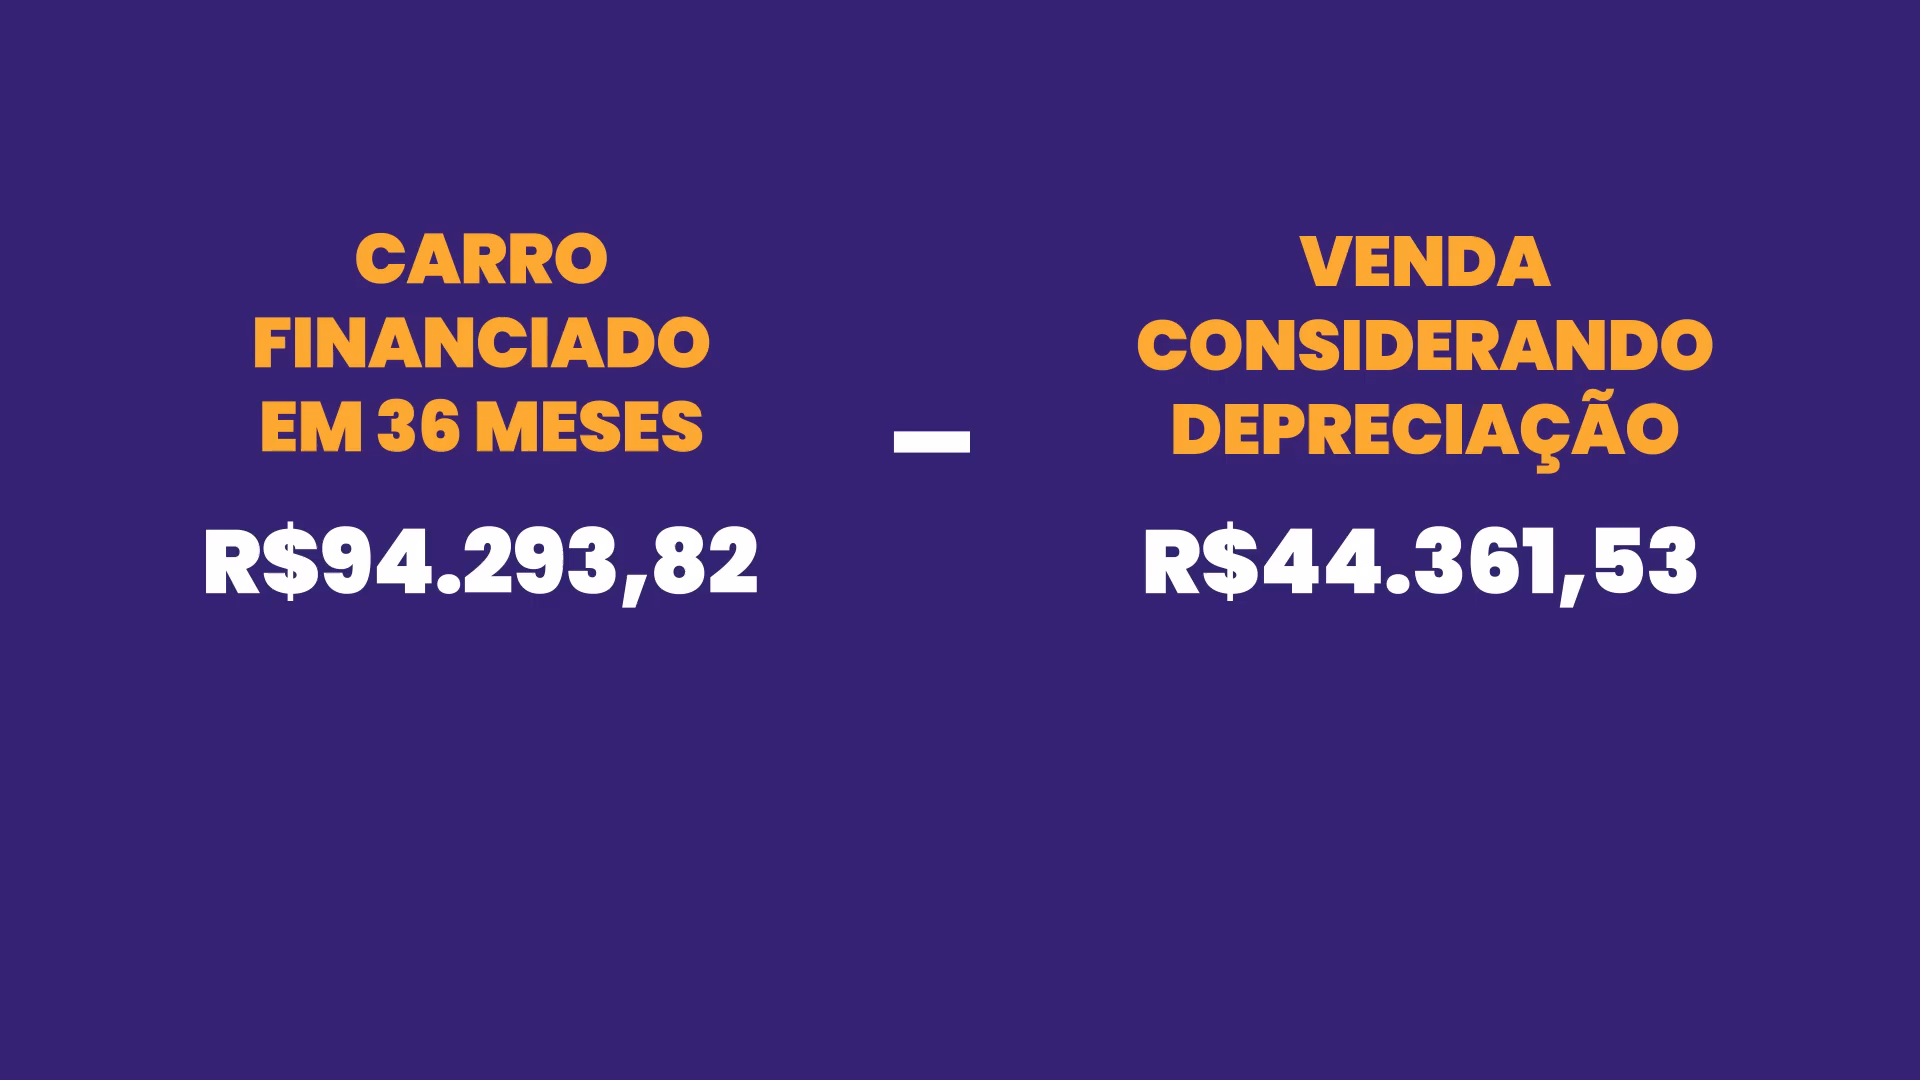 CARRO
FINANCIADO
EM 36 MESES
R$94.293,82
–
VENDA
CONSIDERANDO
DEPRECIAÇÃO
R$44.361,53